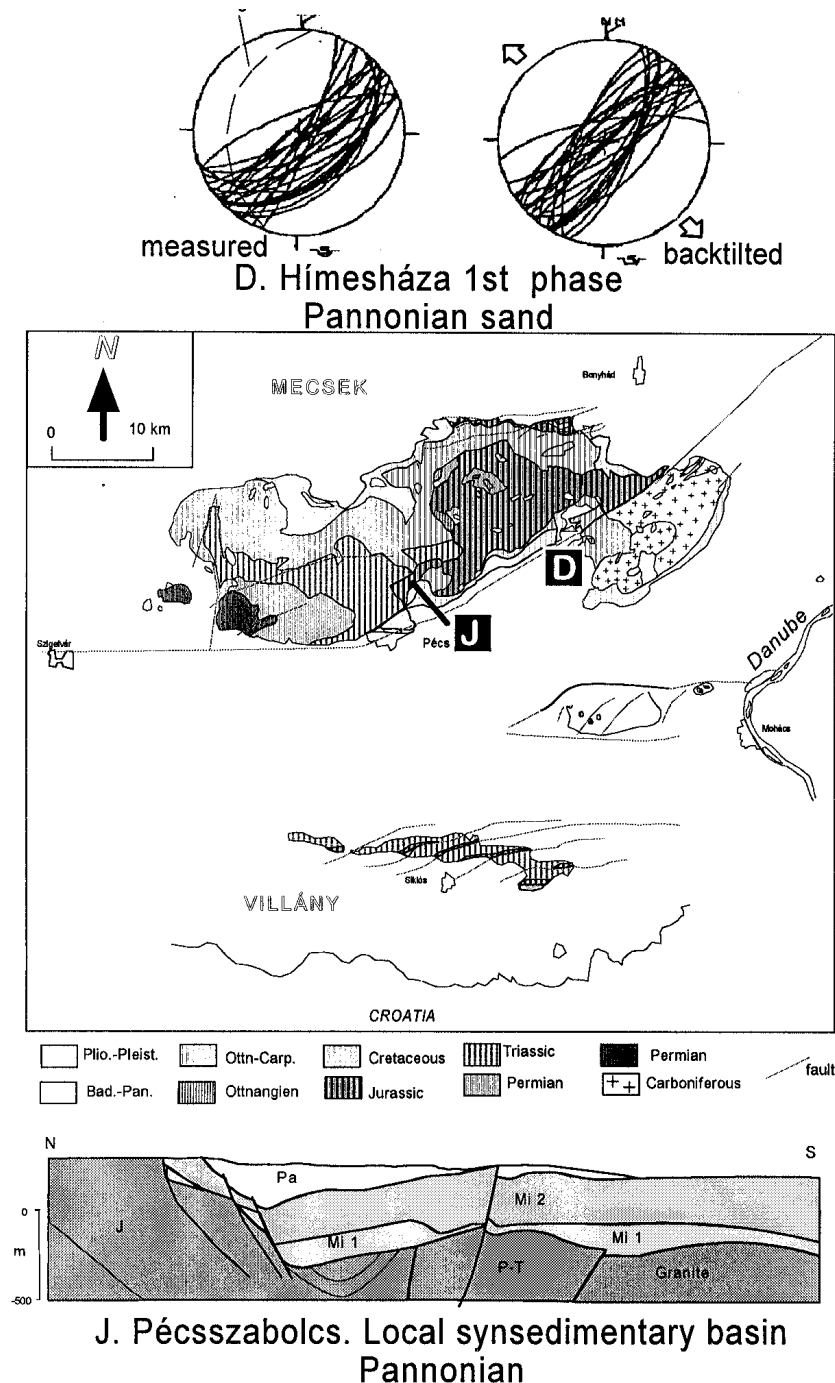 measured
backtilted
D. Hímesháza 1st phase
Pannonian sand
N
MECSEK
Bonyhád
0 10 km
D
J
Pécs
Szigetvár
Danube
Mohács
Siklós
VILLÁNY
CROATIA
Plio.-Pleist. Ottn-Carp. Cretaceous Triassic Permian
Bad.-Pan. Ottnangien Jurassic Permian Carboniferous fault
N S
Pa
0
J Mi 1 Mi 2 Mi 1
m
P-T Granite
-500
J. Pécsszabolcs. Local synsedimentary basin
Pannonian